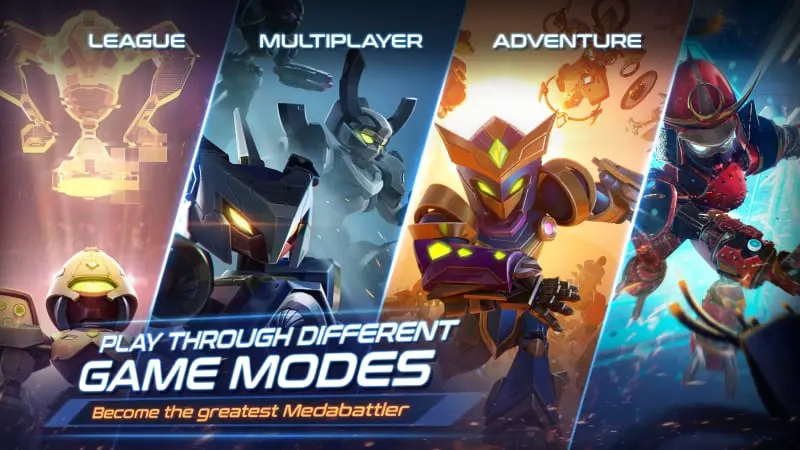 LEAGUE
MULTIPLAYER
ADVENTURE
PLAY THROUGH DIFFERENT
GAME MODES
Become the greatest Medabattler